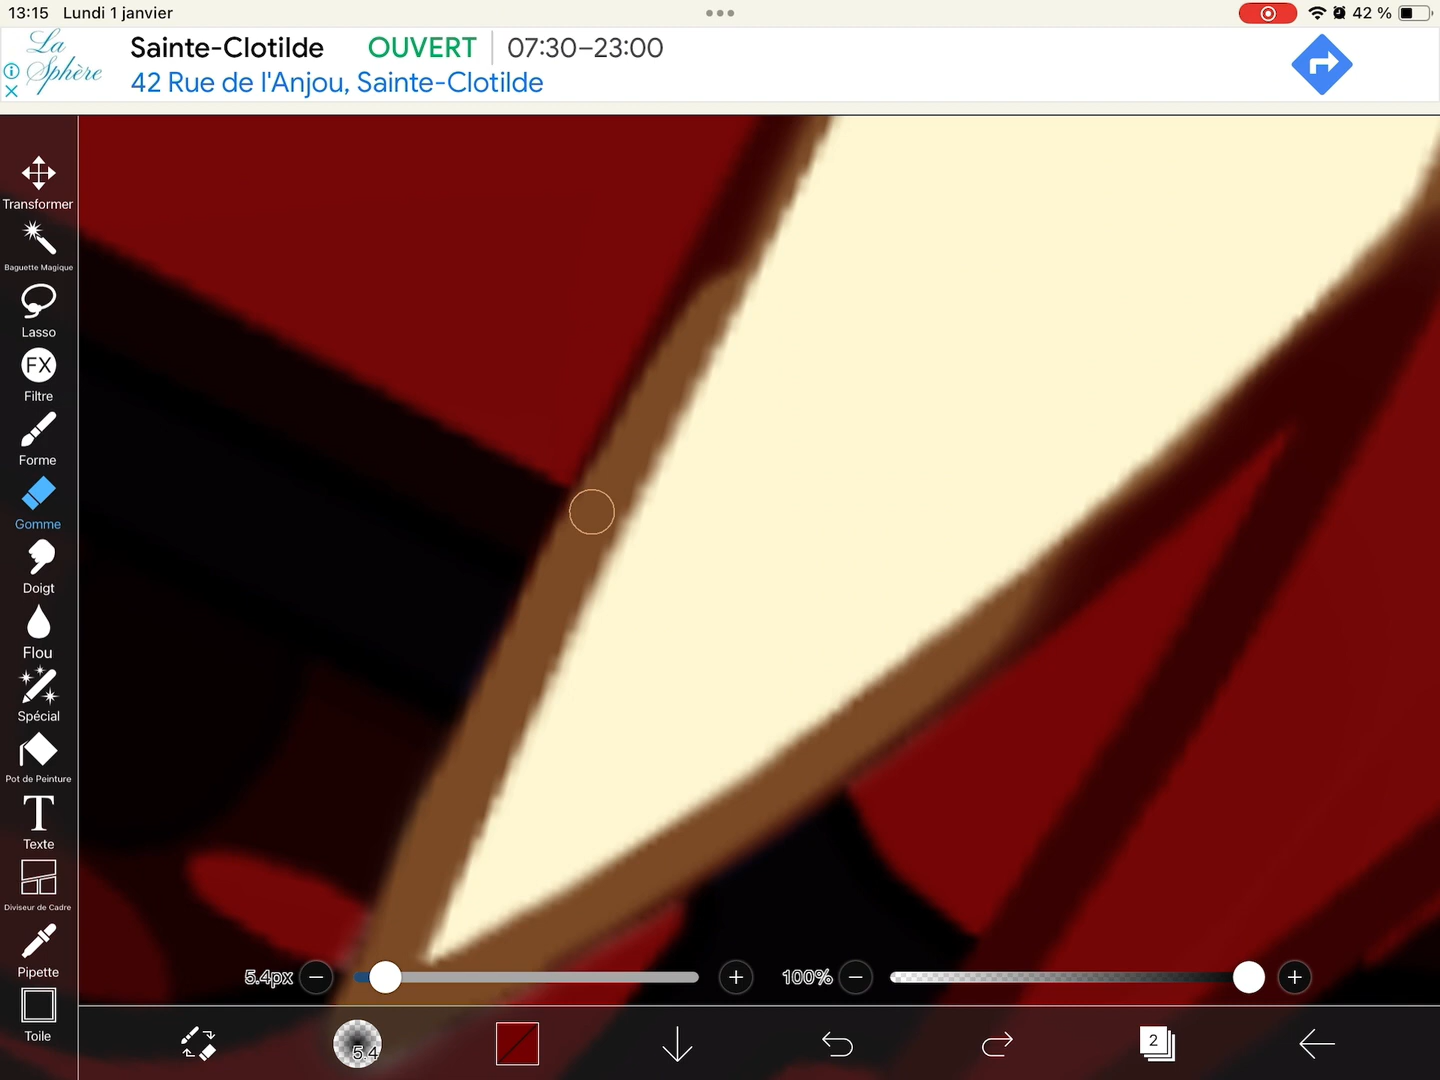 13:15 Lundi 1 janvier
42 %
La Sphère
Sainte-Clotilde OUVERT 07:30–23:00
42 Rue de l'Anjou, Sainte-Clotilde
Transformer
Baguette Magique
Lasso
FX
Filtre
Forme
Gomme
Doigt
Flou
Spécial
Pot de Peinture
T
Texte
Diviseur de Cadre
Pipette
Toile
5.4px
100%
5.4
2